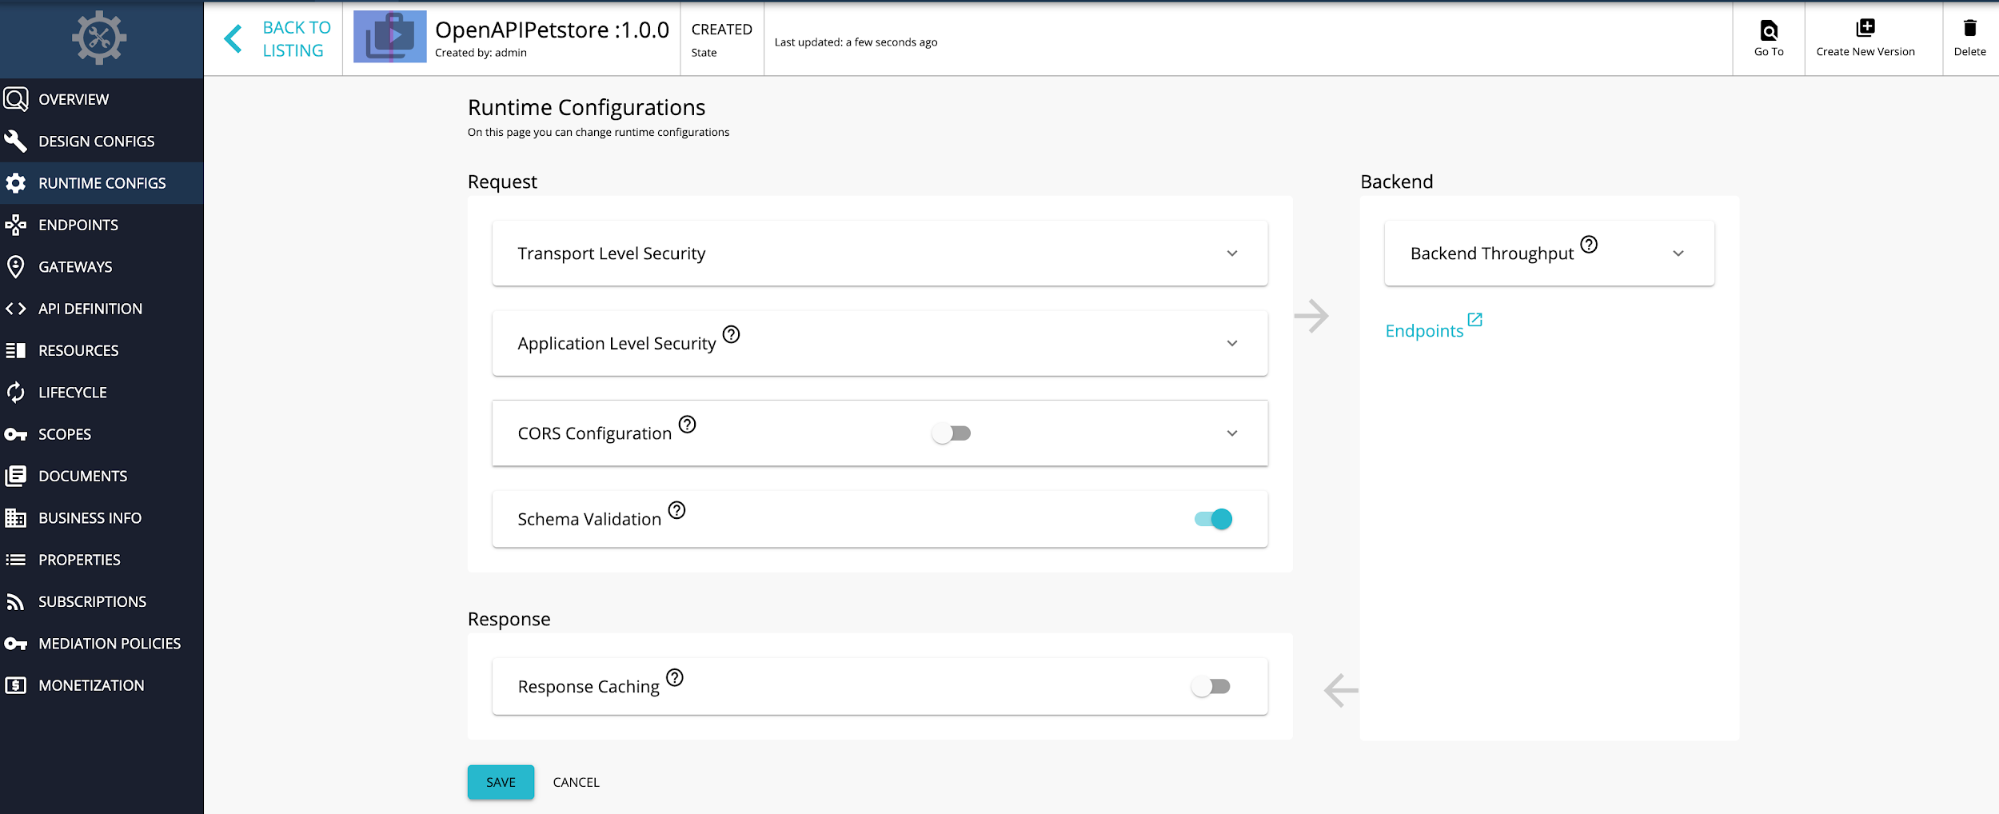 BACK TO
LISTING
OpenAPIPetstore :1.0.0
Created by: admin
CREATED
State
Last updated: a few seconds ago
Go To
Create New Version
Delete
OVERVIEW
DESIGN CONFIGS
RUNTIME CONFIGS
ENDPOINTS
GATEWAYS
API DEFINITION
RESOURCES
LIFECYCLE
SCOPES
DOCUMENTS
BUSINESS INFO
PROPERTIES
SUBSCRIPTIONS
MEDIATION POLICIES
MONETIZATION
Runtime Configurations
On this page you can change runtime configurations
Request
Transport Level Security
Application Level Security
CORS Configuration
Schema Validation
Response
Response Caching
Backend
Backend Throughput
Endpoints
SAVE
CANCEL